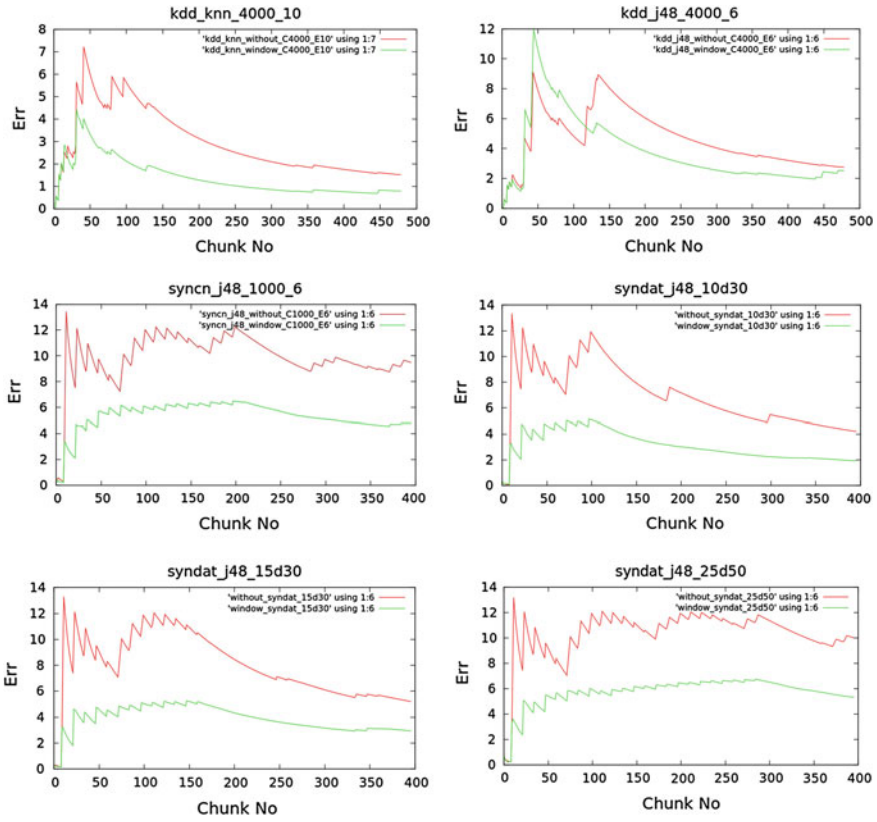 kdd_knn_4000_10
'kdd_knn_without_C4000_E10' using 1:7
'kdd_knn_window_C4000_E10' using 1:7
8
7
6
5
4
3
2
1
0
Err
0 50 100 150 200 250 300 350 400 450 500
Chunk No
kdd_j48_4000_6
'kdd_j48_without_C4000_E6' using 1:6
'kdd_j48_window_C4000_E6' using 1:6
12
10
8
6
4
2
0
Err
0 50 100 150 200 250 300 350 400 450 500
Chunk No
syncn_j48_1000_6
'syncn_j48_without_C1000_E6' using 1:6
'syncn_j48_window_C1000_E6' using 1:6
14
12
10
8
6
4
2
0
Err
0 50 100 150 200 250 300 350 400
Chunk No
syndat_j48_10d30
'without_syndat_10d30' using 1:6
'window_syndat_10d30' using 1:6
14
12
10
8
6
4
2
0
Err
0 50 100 150 200 250 300 350 400
Chunk No
syndat_j48_15d30
'without_syndat_15d30' using 1:6
'window_syndat_15d30' using 1:6
14
12
10
8
6
4
2
0
Err
0 50 100 150 200 250 300 350 400
Chunk No
syndat_j48_25d50
'without_syndat_25d50' using 1:6
'window_syndat_25d50' using 1:6
14
12
10
8
6
4
2
0
Err
0 50 100 150 200 250 300 350 400
Chunk No